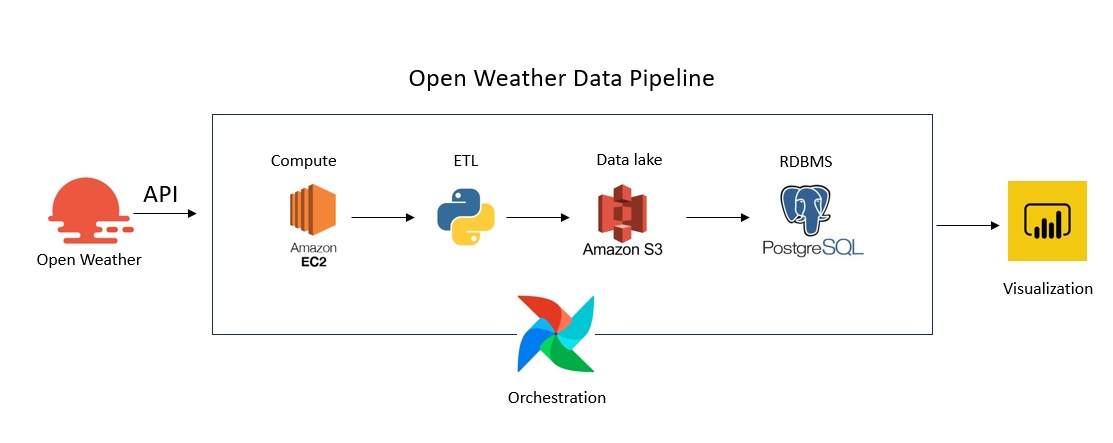 Open Weather Data Pipeline
Compute
ETL
Data lake
RDBMS
API
Amazon
EC2
Amazon S3
PostgreSQL
Open Weather
Visualization
Orchestration